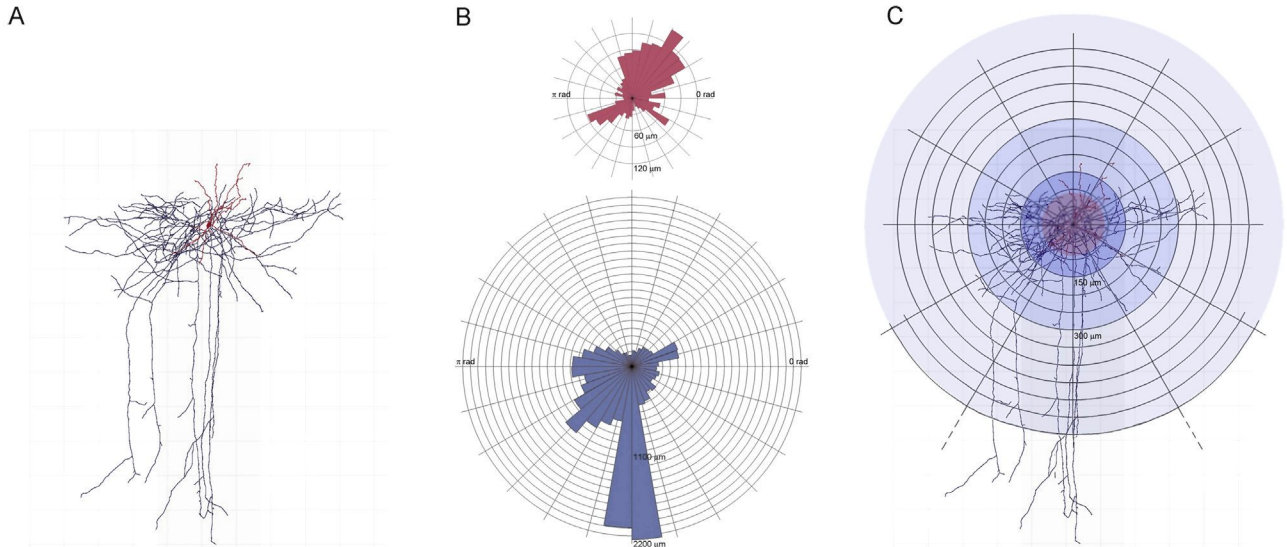 A
B
C
π rad
0 rad
60 µm
120 µm
π rad
0 rad
1100 µm
2200 µm
150 µm
300 µm